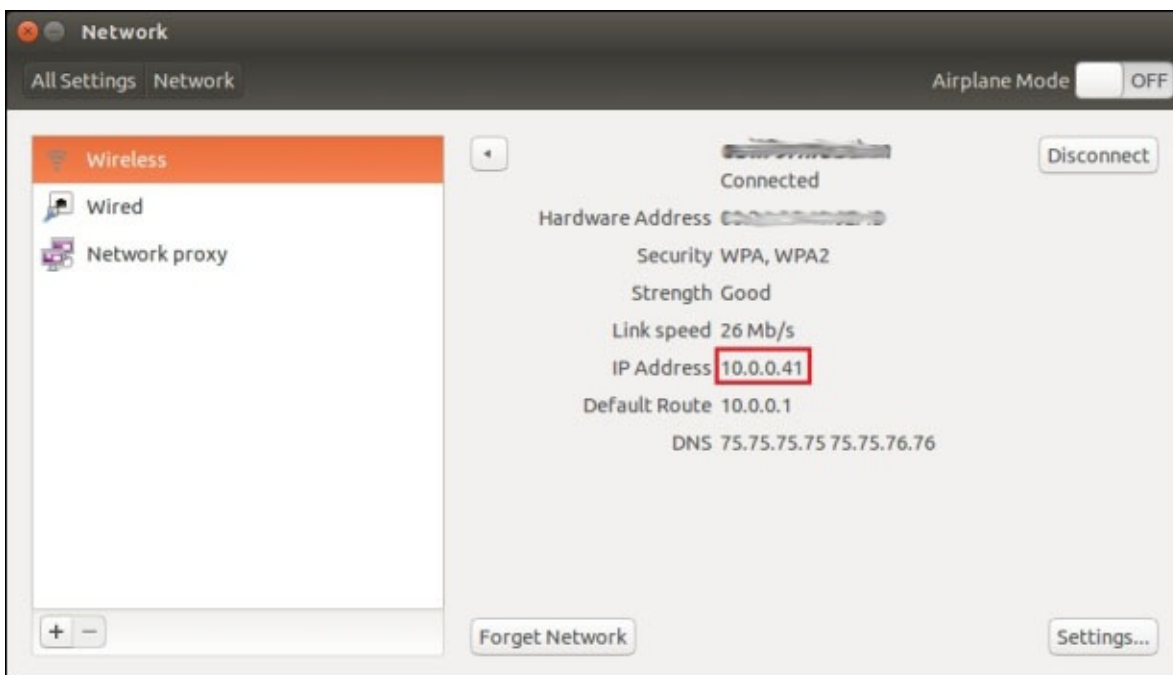 Network
All Settings Network
Airplane Mode OFF
Wireless
Wired
Network proxy
Disconnect
Connected
Hardware Address
Security WPA, WPA2
Strength Good
Link speed 26 Mb/s
IP Address 10.0.0.41
Default Route 10.0.0.1
DNS 75.75.75.75 75.75.76.76
Forget Network
Settings...